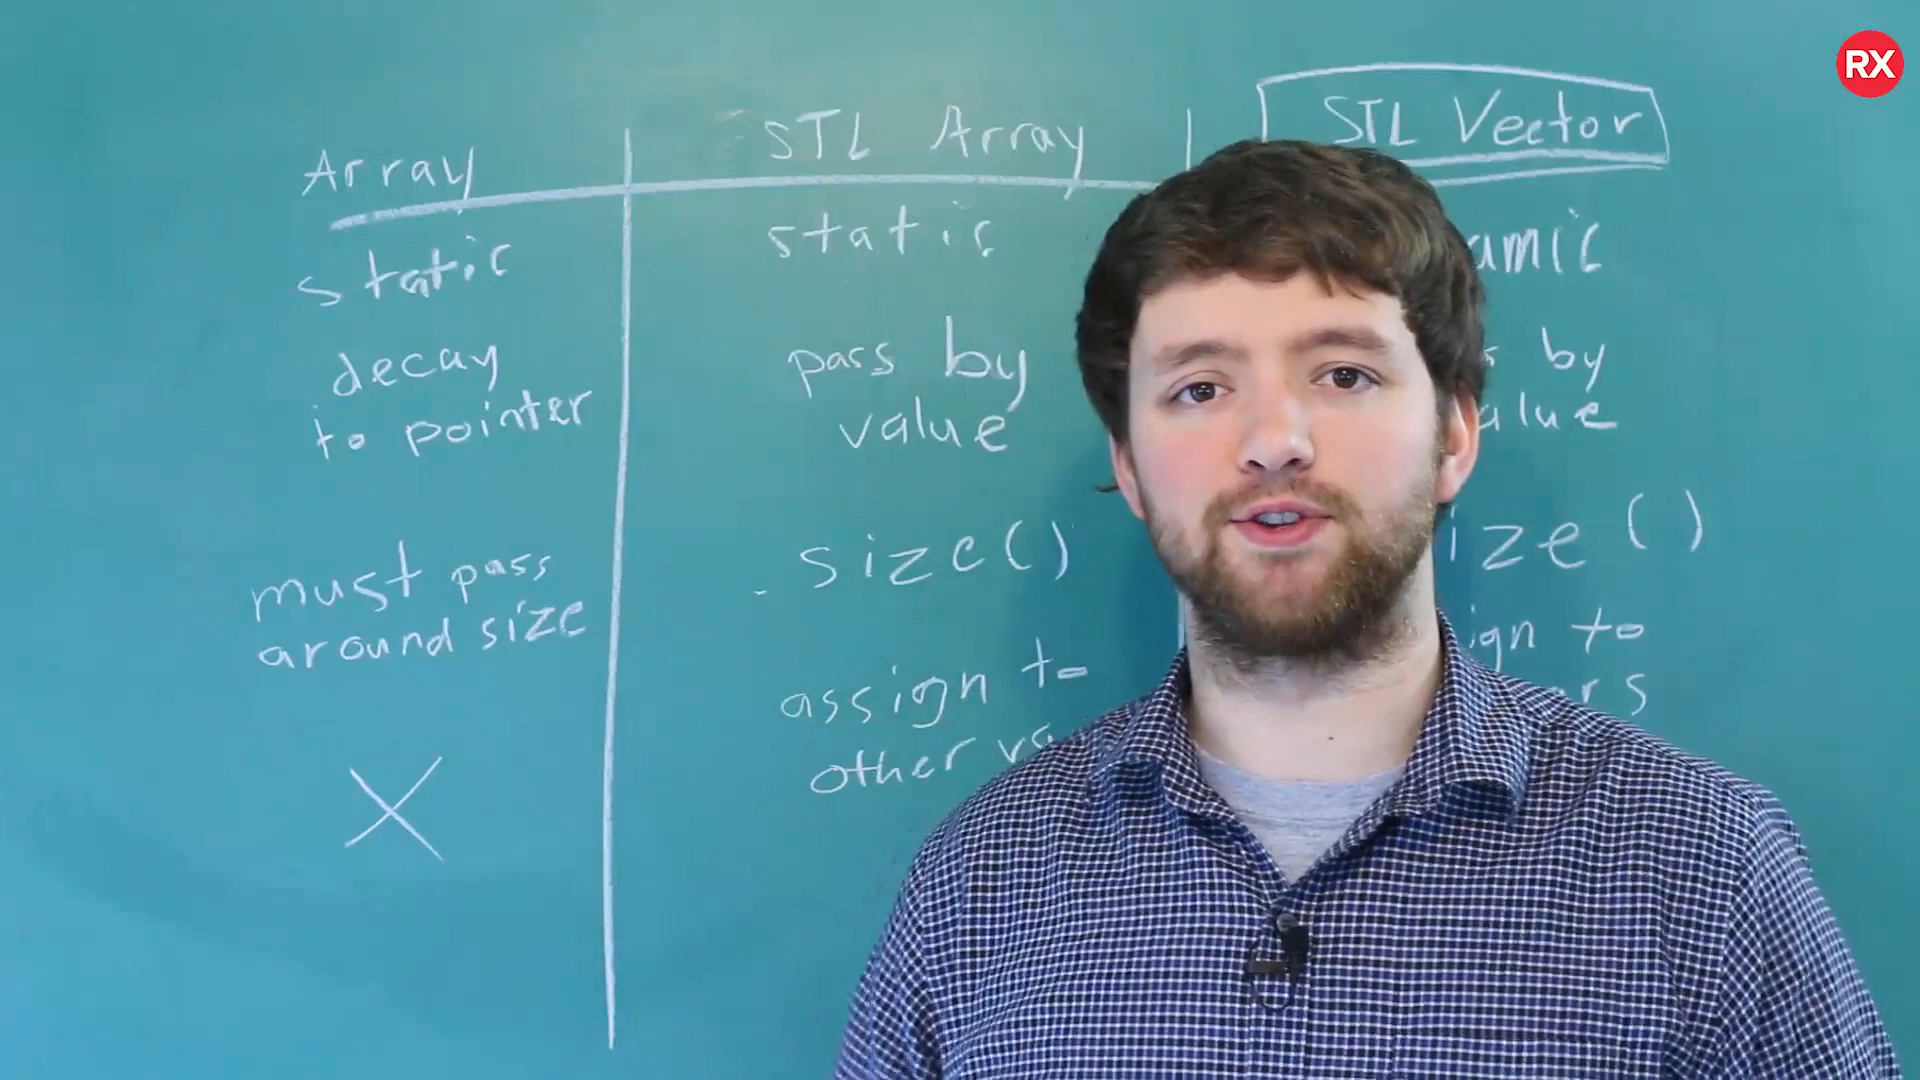 RX
Array
STL Array
STL Vector
static
static
amic
decay
to pointer
pass by
value
by
alue
must pass
around size
size()
ize()
assign to
other va
ign to
rs
X